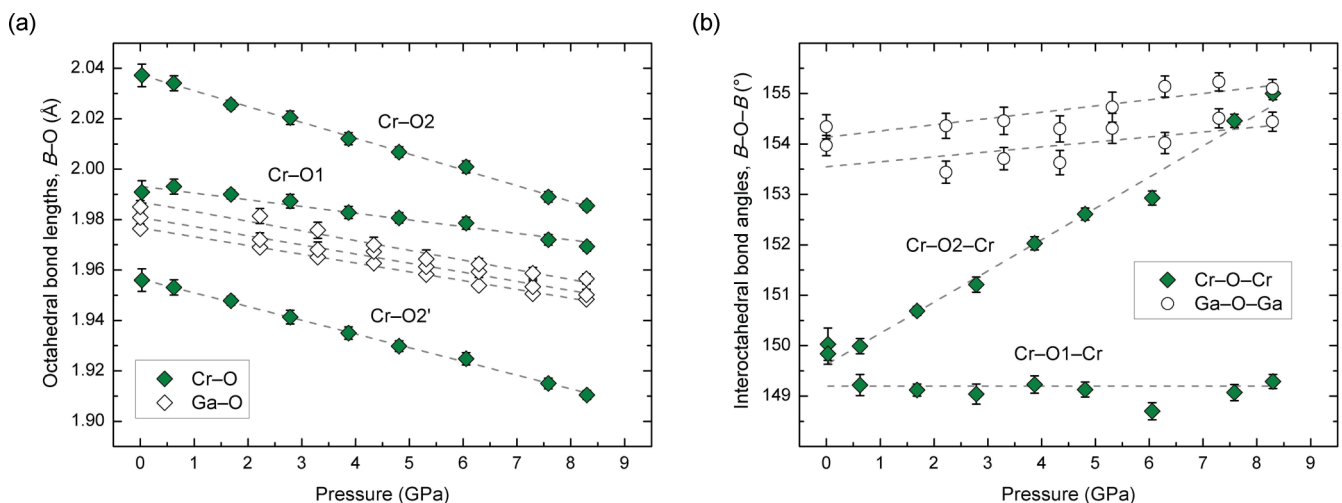 (a)
2.04
2.02
2.00
1.98
1.96
1.94
1.92
1.90
Octahedral bond lengths, B–O (Å)
Cr–O2
Cr–O1
Cr–O2'
Cr–O
Ga–O
0 1 2 3 4 5 6 7 8 9
Pressure (GPa)
(b)
155
154
153
152
151
150
149
Interoctahedral bond angles, B–O–B (°)
Cr–O2–Cr
Cr–O–Cr
Ga–O–Ga
Cr–O1–Cr
0 1 2 3 4 5 6 7 8 9
Pressure (GPa)